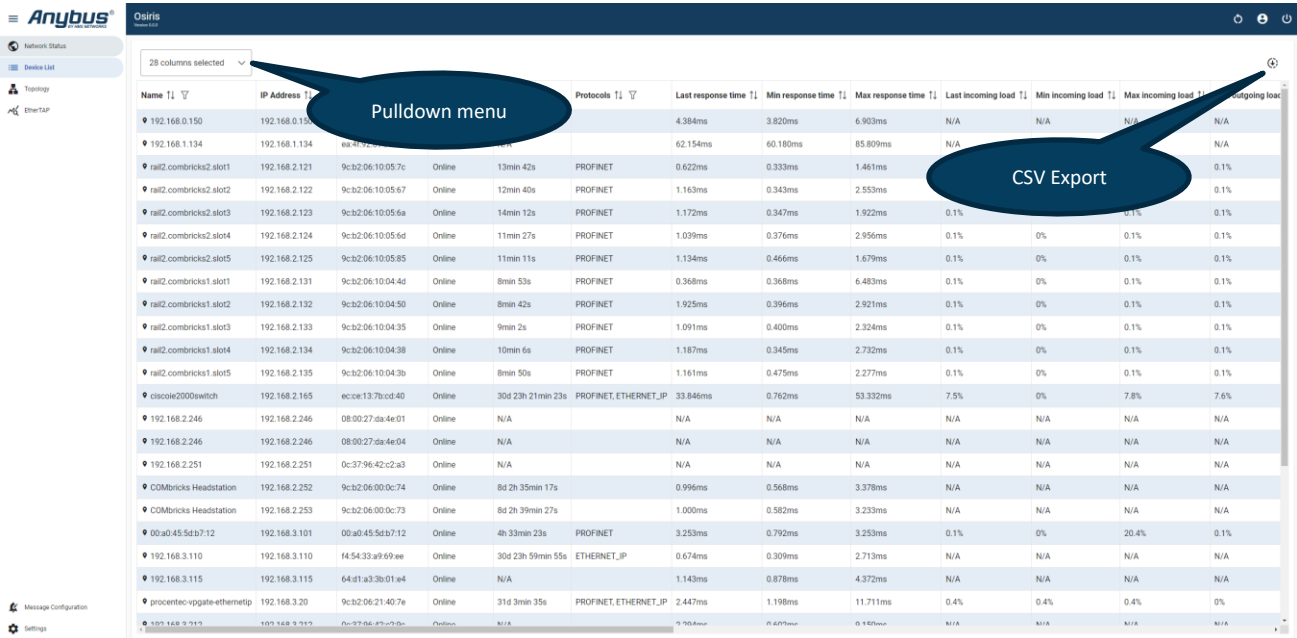 Anybus®
BY HMS NETWORKS
Osiris
Network Status
Device List
Topology
EtherTAP
28 columns selected
Pulldown menu
CSV Export
Name IP Address Protocols Last response time Min response time Max response time Last incoming load Min incoming load Max incoming load outgoing load
192.168.0.150 192.168.0.150 4.384ms 3.820ms 6.903ms N/A N/A N/A N/A
192.168.1.134 192.168.1.134 62.154ms 60.180ms 85.809ms N/A N/A
rail2.combricks2.slot1 192.168.2.121 9c:b2:06:10:05:7c Online 13min 42s PROFINET 0.622ms 0.333ms 1.461ms 0.1%
rail2.combricks2.slot2 192.168.2.122 9c:b2:06:10:05:67 Online 12min 40s PROFINET 1.163ms 0.343ms 2.553ms 0.1%
rail2.combricks2.slot3 192.168.2.123 9c:b2:06:10:05:6a Online 14min 12s PROFINET 1.172ms 0.347ms 1.922ms 0.1% 0.1% 0.1%
rail2.combricks2.slot4 192.168.2.124 9c:b2:06:10:05:6d Online 11min 27s PROFINET 1.039ms 0.376ms 2.956ms 0.1% 0% 0.1% 0.1%
rail2.combricks2.slot5 192.168.2.125 9c:b2:06:10:05:85 Online 11min 11s PROFINET 1.134ms 0.466ms 1.679ms 0.1% 0% 0.1% 0.1%
rail2.combricks1.slot1 192.168.2.131 9c:b2:06:10:04:4d Online 8min 53s PROFINET 0.368ms 0.368ms 6.483ms 0.1% 0% 0.1% 0.1%
rail2.combricks1.slot2 192.168.2.132 9c:b2:06:10:04:50 Online 8min 42s PROFINET 1.925ms 0.396ms 2.921ms 0.1% 0% 0.1% 0.1%
rail2.combricks1.slot3 192.168.2.133 9c:b2:06:10:04:35 Online 9min 2s PROFINET 1.091ms 0.400ms 2.324ms 0.1% 0% 0.1% 0.1%
rail2.combricks1.slot4 192.168.2.134 9c:b2:06:10:04:38 Online 10min 6s PROFINET 1.187ms 0.345ms 2.732ms 0.1% 0% 0.1% 0.1%
rail2.combricks1.slot5 192.168.2.135 9c:b2:06:10:04:3b Online 8min 50s PROFINET 1.161ms 0.475ms 2.277ms 0.1% 0% 0.1% 0.1%
ciscoie2000switch 192.168.2.165 ec:ce:13:7b:cd:40 Online 30d 23h 21min 23s PROFINET, ETHERNET_IP 33.846ms 0.762ms 53.332ms 7.5% 0% 7.8% 7.6%
192.168.2.246 192.168.2.246 08:00:27:da:4e:01 Online N/A N/A N/A N/A N/A N/A N/A N/A
192.168.2.246 192.168.2.246 08:00:27:da:4e:04 Online N/A N/A N/A N/A N/A N/A N/A N/A
192.168.2.251 192.168.2.251 0c:37:96:42:c2:a3 Online N/A N/A N/A N/A N/A N/A N/A N/A
COMbricks Headstation 192.168.2.252 9c:b2:06:00:0c:74 Online 8d 2h 35min 17s 0.996ms 0.568ms 3.378ms N/A N/A N/A N/A
COMbricks Headstation 192.168.2.253 9c:b2:06:00:0c:73 Online 8d 2h 39min 27s 1.000ms 0.582ms 3.233ms N/A N/A N/A N/A
00:a0:45:5d:b7:12 192.168.3.101 00:a0:45:5d:b7:12 Online 4h 33min 23s PROFINET 3.253ms 0.792ms 3.253ms 0.1% 0% 20.4% 0.1%
192.168.3.110 192.168.3.110 f4:54:33:a9:69:ee Online 30d 23h 59min 55s ETHERNET_IP 0.674ms 0.309ms 2.713ms N/A N/A N/A N/A
192.168.3.115 192.168.3.115 64:d1:a3:3b:01:e4 Online N/A 1.143ms 0.878ms 4.372ms N/A N/A N/A N/A
procentec-vpgate-ethernetip 192.168.3.20 9c:b2:06:21:40:7e Online 31d 3min 35s PROFINET, ETHERNET_IP 2.447ms 1.198ms 11.711ms 0.4% 0.4% 0.4% 0%
Message Configuration
Settings